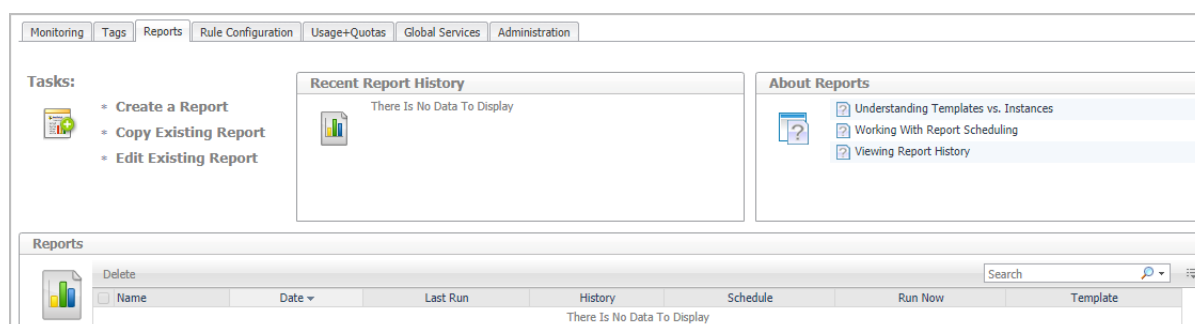 Monitoring Tags Reports Rule Configuration Usage+Quotas Global Services Administration
Tasks:
Create a Report
Copy Existing Report
Edit Existing Report
Recent Report History
There Is No Data To Display
About Reports
Understanding Templates vs. Instances
Working With Report Scheduling
Viewing Report History
Reports
Delete Search
Name Date Last Run History Schedule Run Now Template
There Is No Data To Display